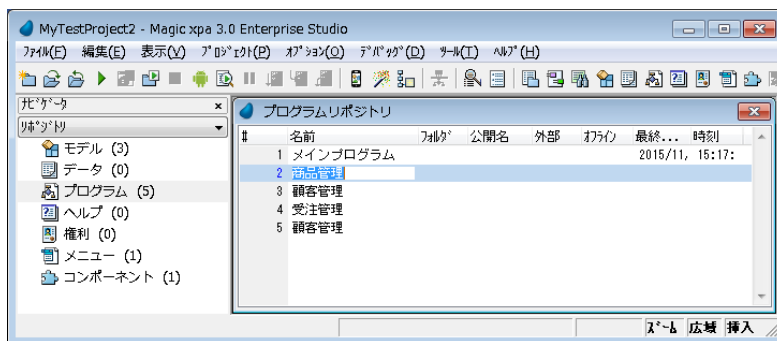 MyTestProject2 - Magic xpa 3.0 Enterprise Studio
ﾌｧｲﾙ(F) 編集(E) 表示(V) ﾌﾟﾛｼﾞｪｸﾄ(P) ｵﾌﾟｼｮﾝ(O) ﾃﾞﾊﾞｯｸﾞ(D) ﾂｰﾙ(T) ﾍﾙﾌﾟ(H)
ﾅﾋﾞｹﾞｰﾀ
ﾘﾎﾟｼﾞﾄﾘ
モデル (3)
データ (0)
プログラム (5)
ヘルプ (0)
権利 (0)
メニュー (1)
コンポーネント (1)
プログラムリポジトリ
# 名前 ﾌｫﾙﾀﾞ 公開名 外部 ｵﾌﾗｲﾝ 最終... 時刻
1 メインプログラム 2015/11, 15:17:
2 商品管理
3 顧客管理
4 受注管理
5 顧客管理
ｽﾞｰﾑ 広域 挿入